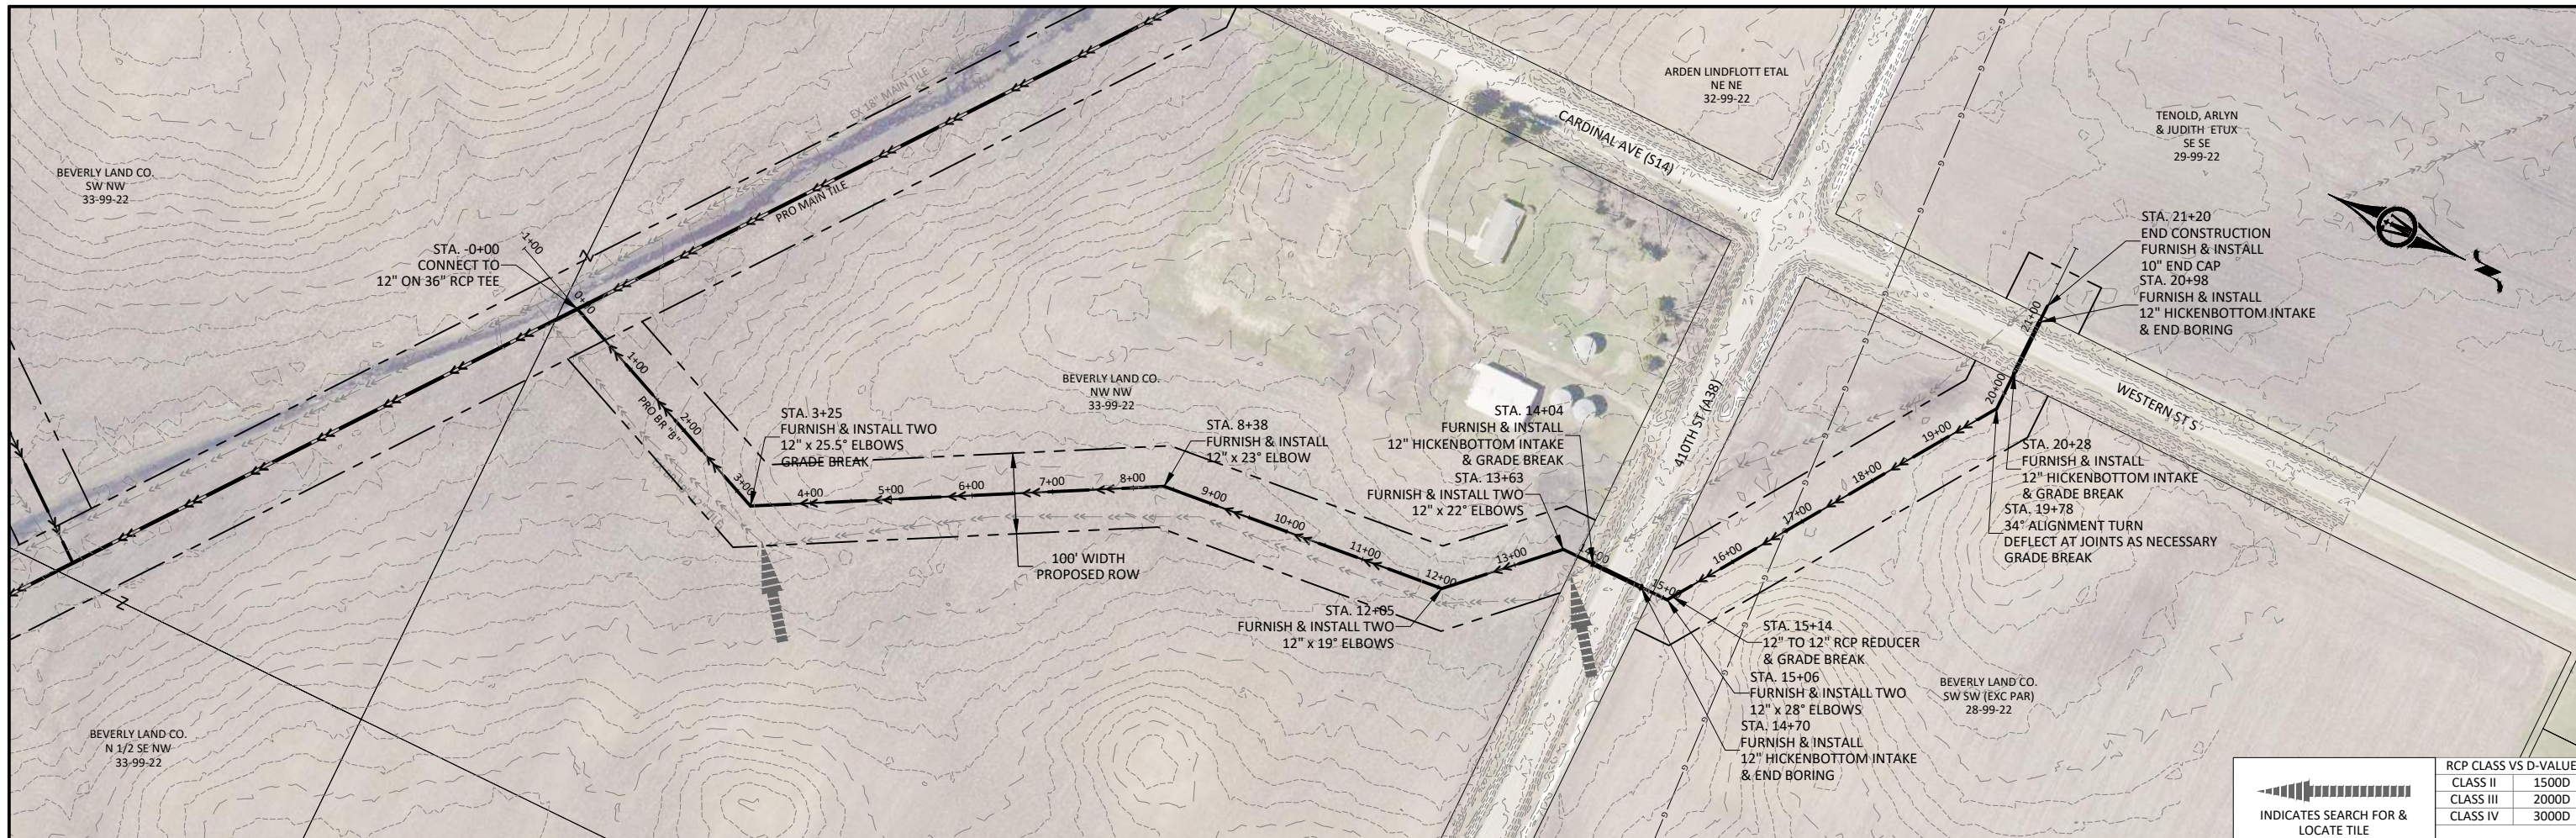 EX 18" MAIN TILE
PRO MAIN TILE
ARDEN LINDFLOTT ETAL
NE NE
32-99-22
CARDINAL AVE (S14)
TENOLD, ARLYN
& JUDITH ETUX
SE SE
29-99-22
BEVERLY LAND CO.
SW NW
33-99-22
STA. -0+00
CONNECT TO
12" ON 36" RCP TEE
-1+00
0+00
1+00
2+00
3+00
PRO BR "B"
STA. 3+25
FURNISH & INSTALL TWO
12" x 25.5° ELBOWS
GRADE BREAK
4+00
5+00
6+00
7+00
8+00
BEVERLY LAND CO.
NW NW
33-99-22
100' WIDTH
PROPOSED ROW
STA. 8+38
FURNISH & INSTALL
12" x 23° ELBOW
9+00
10+00
11+00
12+00
13+00
STA. 14+04
FURNISH & INSTALL
12" HICKENBOTTOM INTAKE
& GRADE BREAK
STA. 13+63
FURNISH & INSTALL TWO
12" x 22° ELBOWS
STA. 12+05
FURNISH & INSTALL TWO
12" x 19° ELBOWS
410TH ST (A38)
14+00
15+00
16+00
17+00
18+00
19+00
20+00
21+00
STA. 21+20
END CONSTRUCTION
FURNISH & INSTALL
10" END CAP
STA. 20+98
FURNISH & INSTALL
12" HICKENBOTTOM INTAKE
& END BORING
WESTERN ST S
STA. 20+28
FURNISH & INSTALL
12" HICKENBOTTOM INTAKE
& GRADE BREAK
STA. 19+78
34° ALIGNMENT TURN
DEFLECT AT JOINTS AS NECESSARY
GRADE BREAK
STA. 15+14
12" TO 12" RCP REDUCER
& GRADE BREAK
STA. 15+06
FURNISH & INSTALL TWO
12" x 28° ELBOWS
STA. 14+70
FURNISH & INSTALL
12" HICKENBOTTOM INTAKE
& END BORING
BEVERLY LAND CO.
SW SW (EXC PAR)
28-99-22
BEVERLY LAND CO.
N 1/2 SE NW
33-99-22
G
G
G
G
G
G
G
G
INDICATES SEARCH FOR &
LOCATE TILE
RCP CLASS VS D-VALUE
CLASS II 1500D
CLASS III 2000D
CLASS IV 3000D